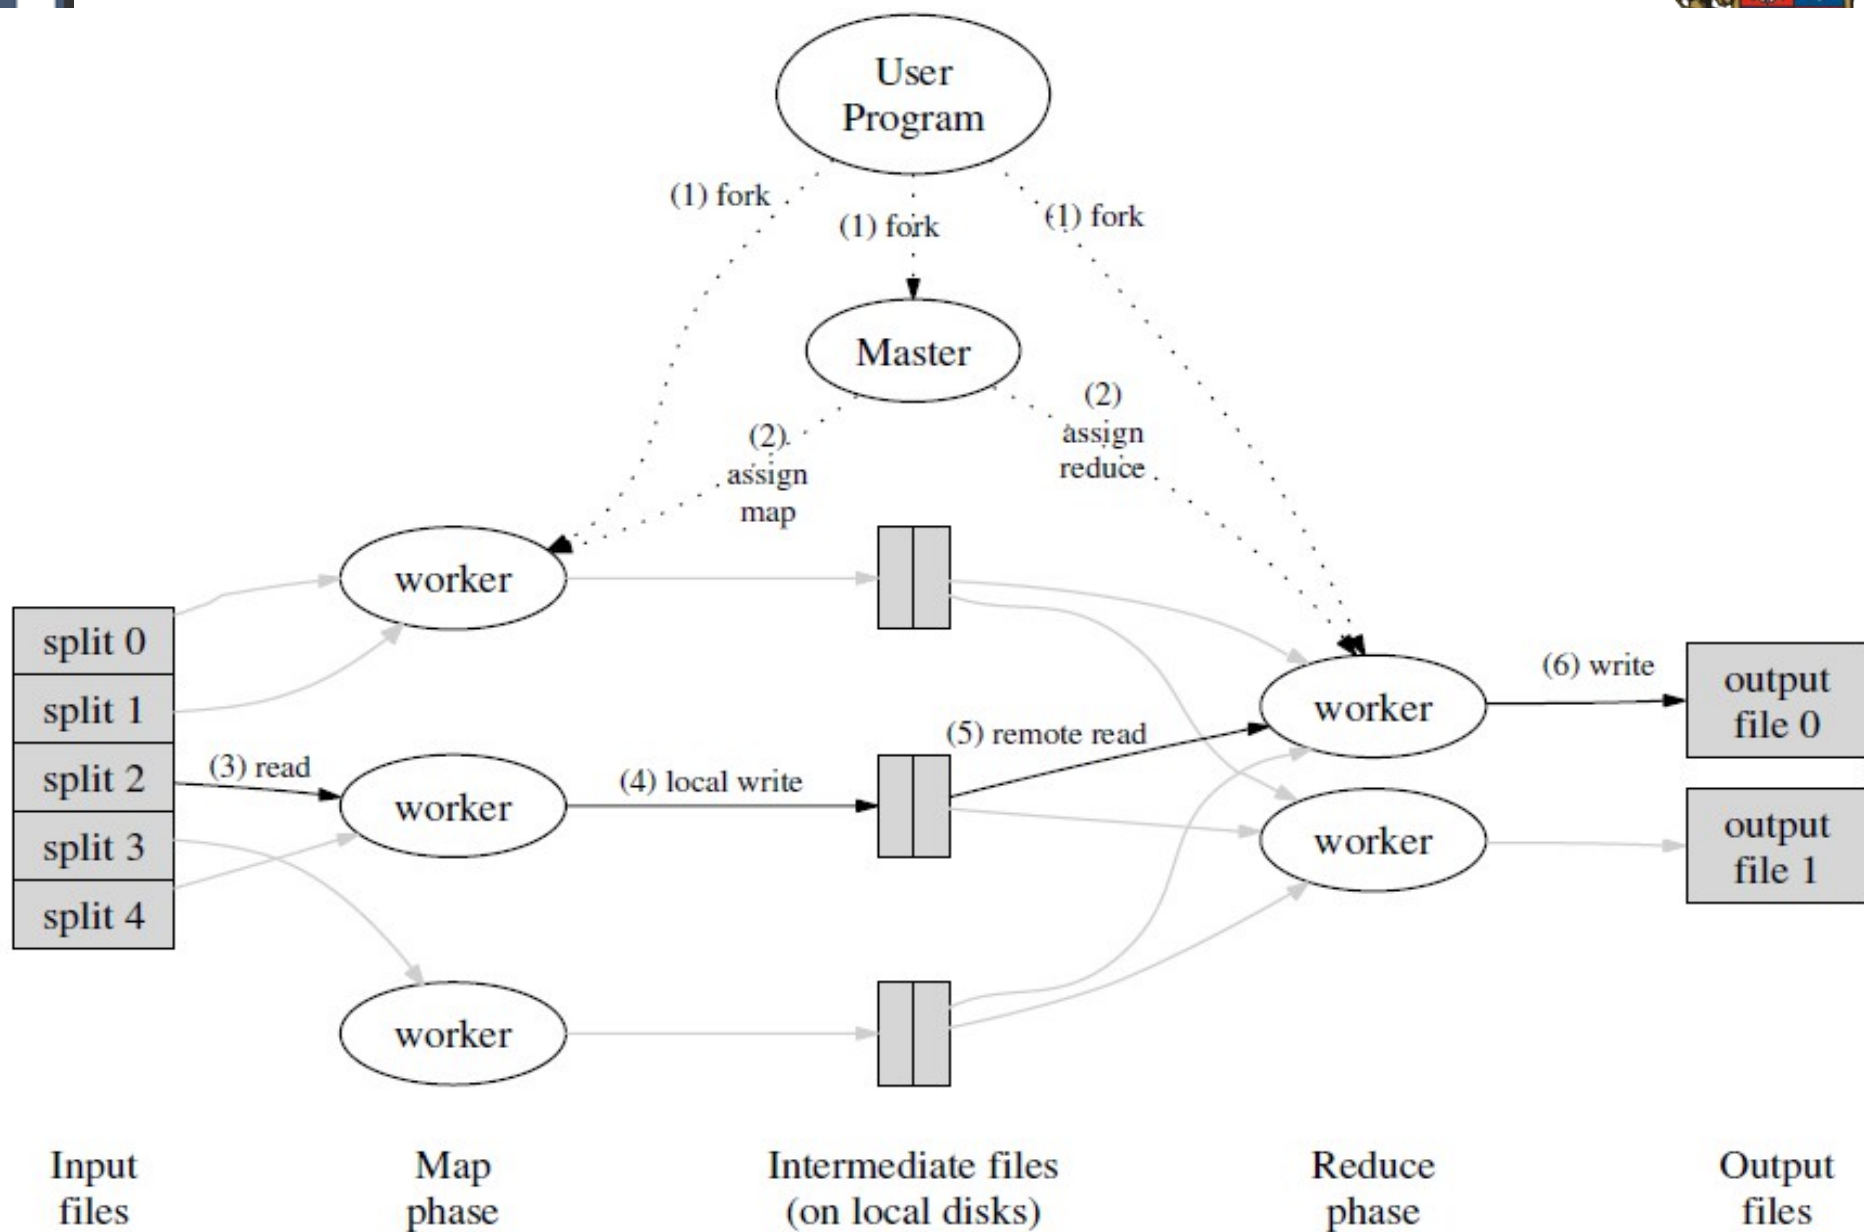 User
Program
(1) fork
(1) fork
(1) fork
Master
(2)
assign
map
(2)
assign
reduce
split 0
split 1
split 2
split 3
split 4
(3) read
worker
worker
worker
(4) local write
(5) remote read
worker
worker
(6) write
output
file 0
output
file 1
Input
files
Map
phase
Intermediate files
(on local disks)
Reduce
phase
Output
files